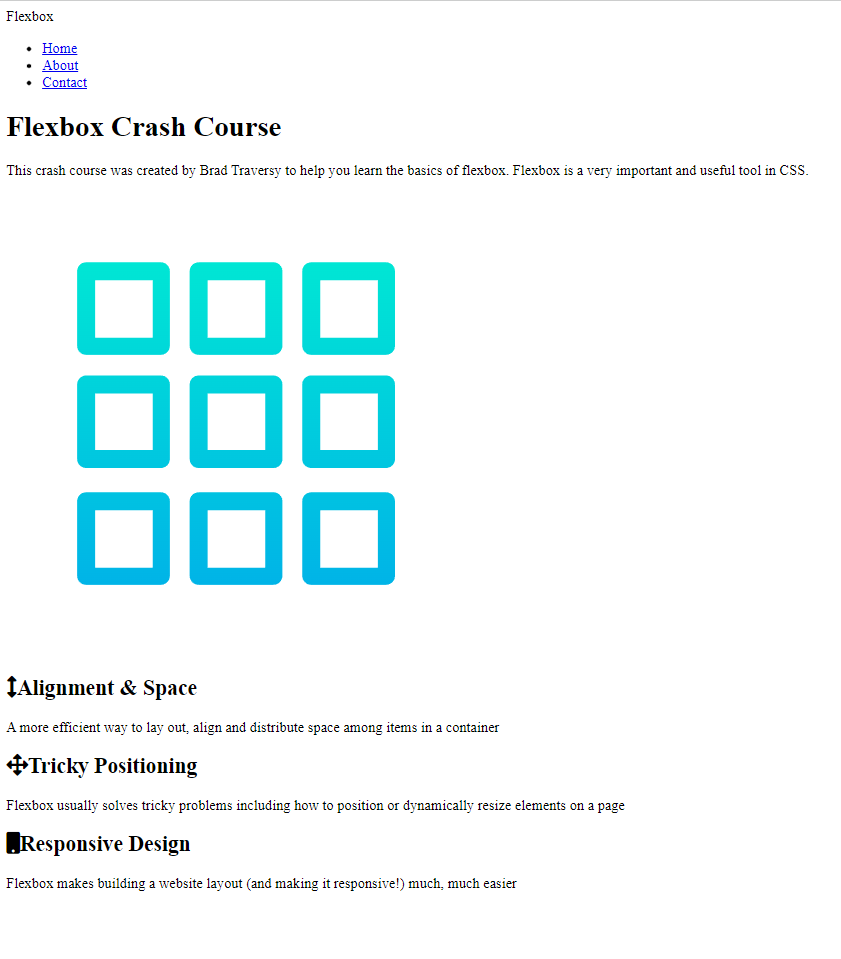 Flexbox
Home
About
Contact
Flexbox Crash Course
This crash course was created by Brad Traversy to help you learn the basics of flexbox. Flexbox is a very important and useful tool in CSS.
Alignment & Space
A more efficient way to lay out, align and distribute space among items in a container
Tricky Positioning
Flexbox usually solves tricky problems including how to position or dynamically resize elements on a page
Responsive Design
Flexbox makes building a website layout (and making it responsive!) much, much easier